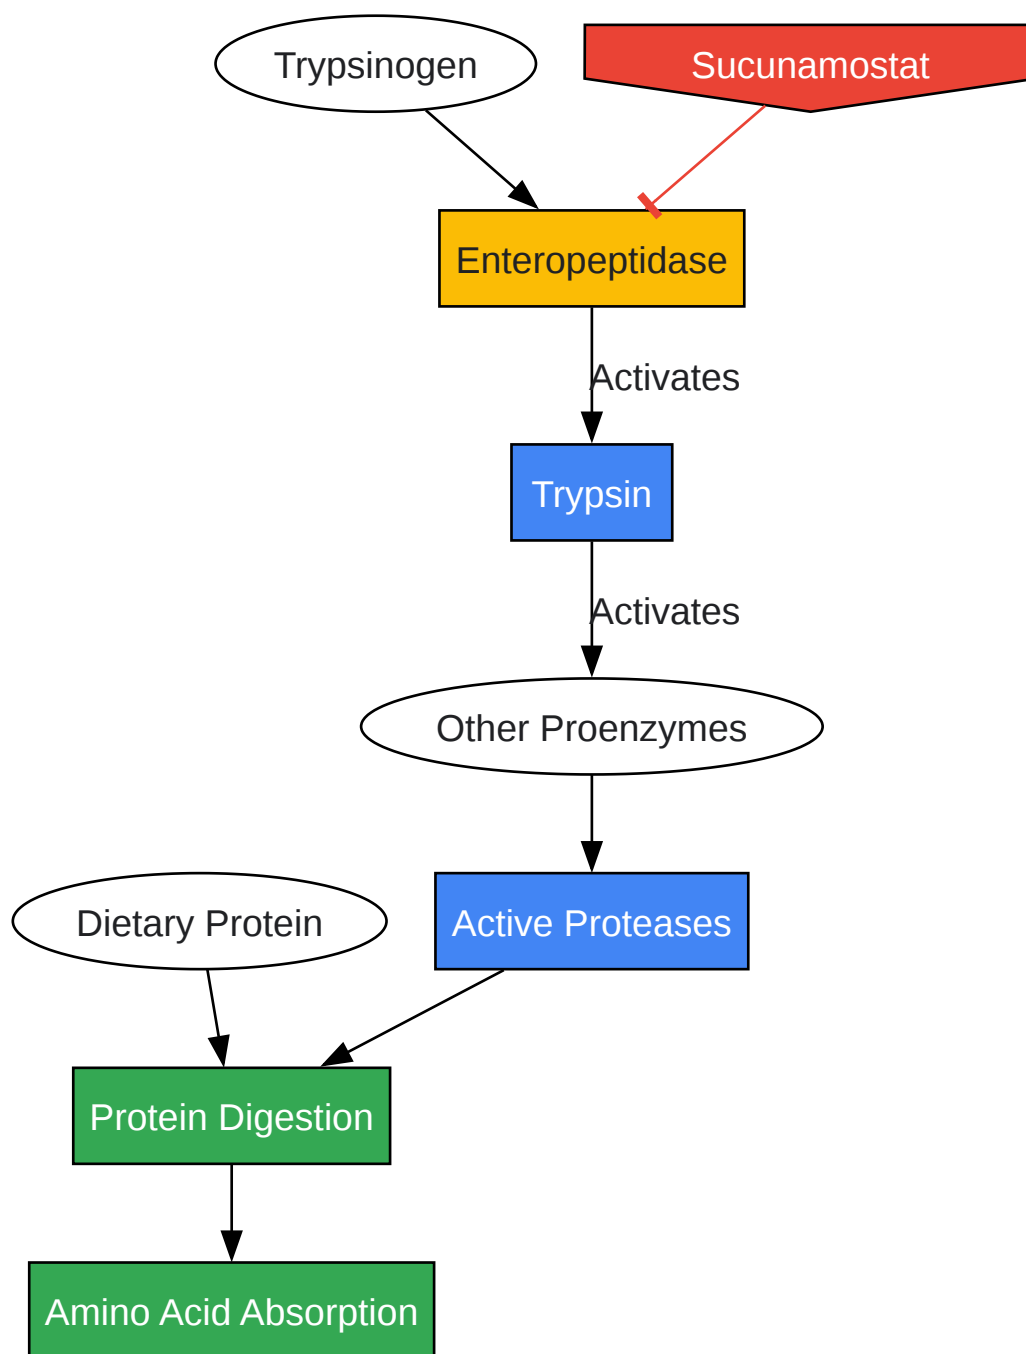 Trypsinogen
Sucunamostat
Enteropeptidase
Activates
Trypsin
Activates
Other Proenzymes
Dietary Protein
Active Proteases
Protein Digestion
Amino Acid Absorption